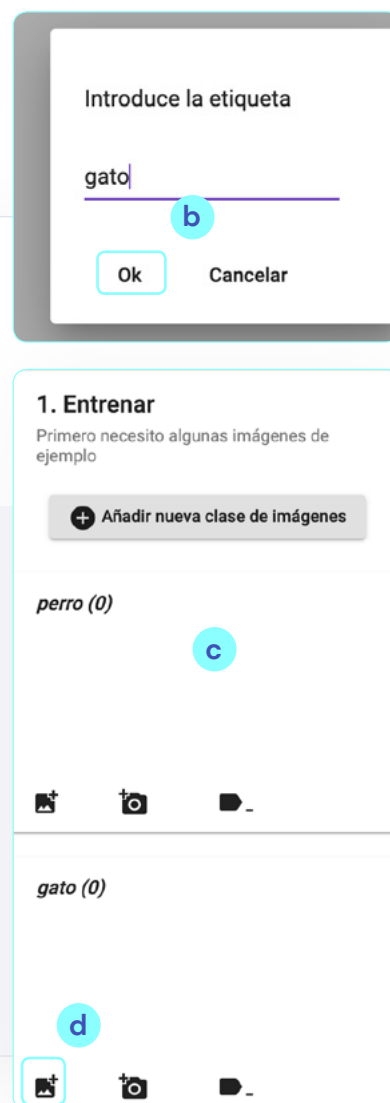 Introduce la etiqueta
gato
b
Ok Cancelar
1. Entrenar
Primero necesito algunas imágenes de
ejemplo
Añadir nueva clase de imágenes
perro (0)
c
gato (0)
d